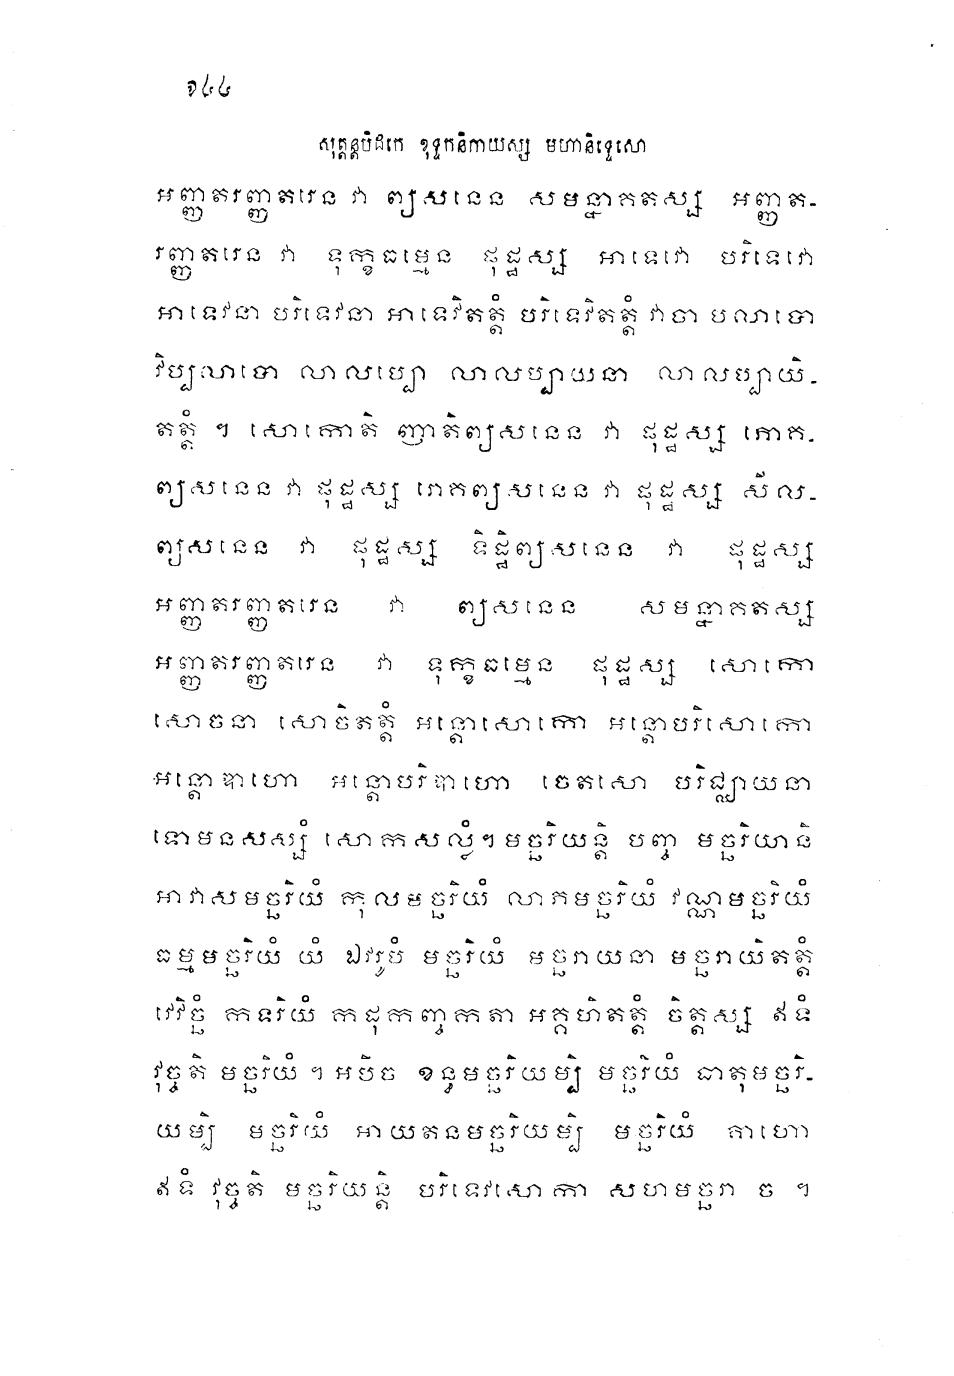 ១៤៤
សុត្តន្តបិដកេ ខុទ្ទកនិកាយស្ស មហានិទ្ទេសោ
អញ្ញតរញ្ញតរេន វា ព្យសនេន សមន្នាគតស្ស អញ្ញត-
រញ្ញតរេន វា ទុក្ខធម្មេន ផុដ្ឋស្ស អាទេវោ បរិទេវោ
អាទេវនា បរិទេវនា អាទេវិតត្តំ បរិទេវិតត្តំ វាចា បលាបោ
វិប្បលាបោ លាលប្បោ លាលប្បាយនា លាលប្បាយិ-
តត្តំ ។ សោកោតិ ញាតិព្យសនេន វា ផុដ្ឋស្ស ភោគ-
ព្យសនេន វា ផុដ្ឋស្ស រោគព្យសនេន វា ផុដ្ឋស្ស សីល-
ព្យសនេន វា ផុដ្ឋស្ស ទិដ្ឋិព្យសនេន វា ផុដ្ឋស្ស
អញ្ញតរញ្ញតរេន វា ព្យសនេន សមន្នាគតស្ស
អញ្ញតរញ្ញតរេន វា ទុក្ខធម្មេន ផុដ្ឋស្ស សោកោ
សោចនា សោចិតត្តំ អន្តោសោកោ អន្តោបរិសោកោ
អន្តោឌាហោ អន្តោបរិឌាហោ ចេតសោ បរិជ្ឈាយនា
ទោមនសស្សំ សោកសល្លំ។ មច្ឆរិយន្តិ បញ្ច មច្ឆរិយានិ
អាវាសមច្ឆរិយំ កុលមច្ឆរិយំ លាភមច្ឆរិយំ វណ្ណមច្ឆរិយំ
ធម្មមច្ឆរិយំ យំ ឯវរូបំ មច្ឆរិយំ មច្ឆរាយនា មច្ឆរាយិតត្តំ
វេវិច្ឆំ កទរិយំ កដុកញ្ចុកតា អគ្គហិតត្តំ ចិត្តស្ស ឥទំ
វុច្ចតិ មច្ឆរិយំ ។ អបិច ខន្ធមច្ឆរិយម្បិ មច្ឆរិយំ ធាតុមច្ឆរិ-
យម្បិ មច្ឆរិយំ អាយតនមច្ឆរិយម្បិ មច្ឆរិយំ គាហោ
ឥទំ វុច្ចតិ មច្ឆរិយន្តិ បរិទេវសោកា សហមច្ឆរា ច ។